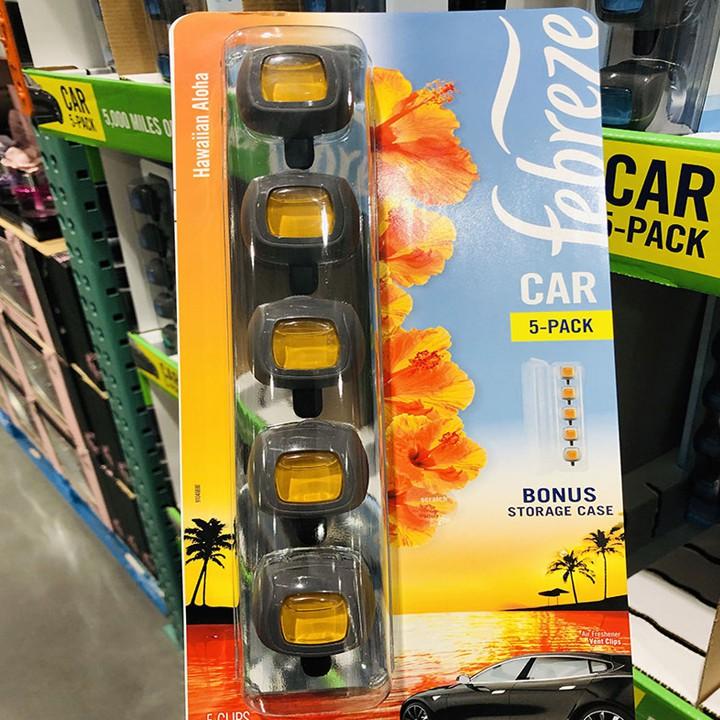 Hawaiian Aloha
febreze
CAR
5-PACK
BONUS
STORAGE CASE
scratch
Air Freshener
Vent Clips
5 CLIPS
CAR
5-PACK
5,000 MILES O
CAR
5-PACK